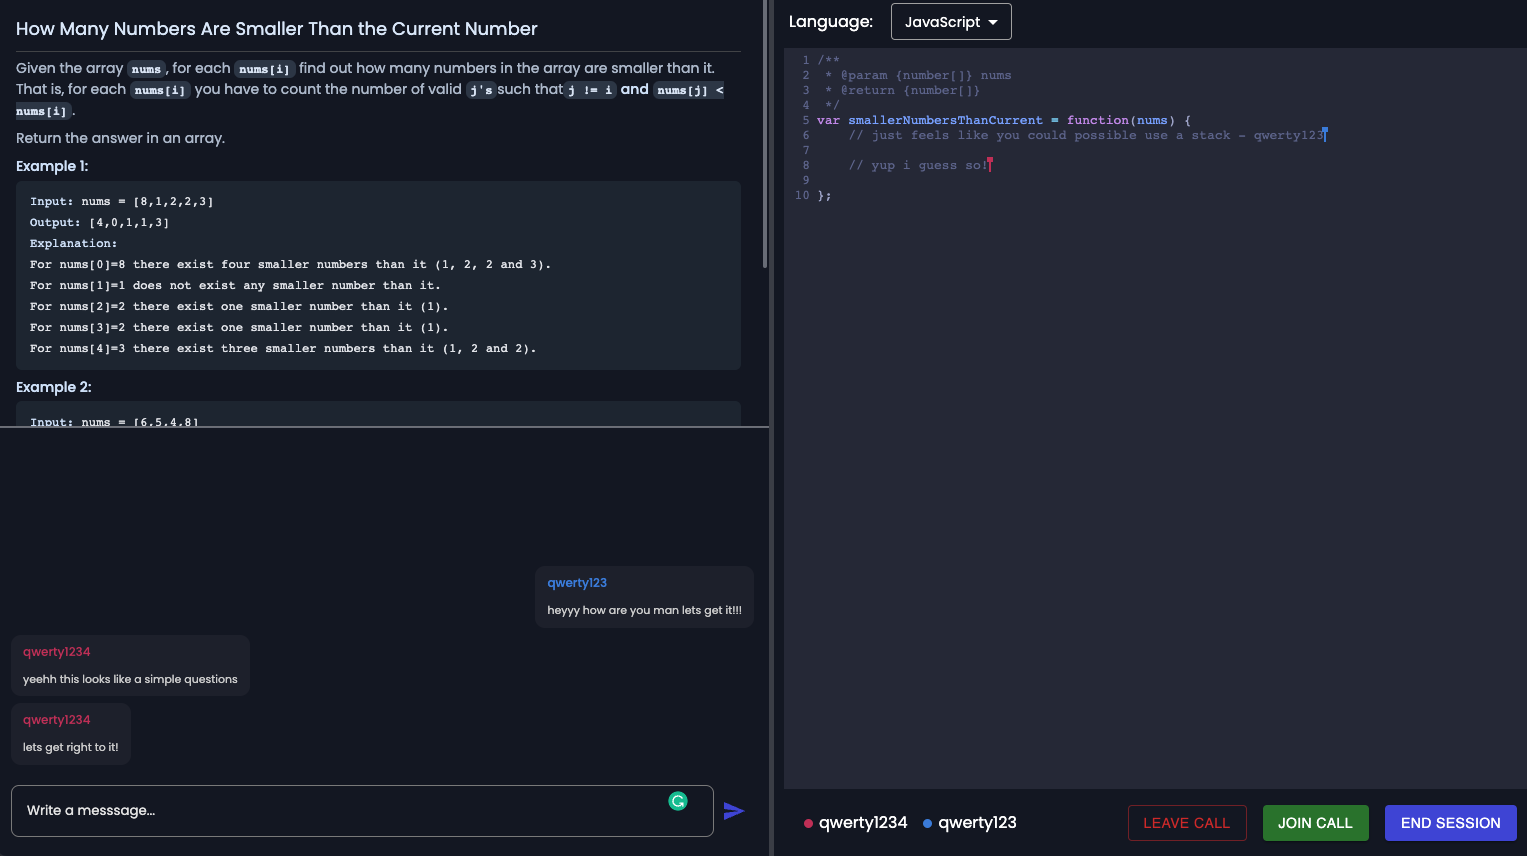 How Many Numbers Are Smaller Than the Current Number
Given the array nums, for each nums[i] find out how many numbers in the array are smaller than it.
That is, for each nums[i] you have to count the number of valid j's such that j != i and nums[j] <
nums[i].
Return the answer in an array.
Example 1:
Input: nums = [8,1,2,2,3]
Output: [4,0,1,1,3]
Explanation:
For nums[0]=8 there exist four smaller numbers than it (1, 2, 2 and 3).
For nums[1]=1 does not exist any smaller number than it.
For nums[2]=2 there exist one smaller number than it (1).
For nums[3]=2 there exist one smaller number than it (1).
For nums[4]=3 there exist three smaller numbers than it (1, 2 and 2).
Example 2:
Input: nums = [6,5,4,8]
qwerty123
heyyy how are you man lets get it!!!
qwerty1234
yeehh this looks like a simple questions
qwerty1234
lets get right to it!
Write a messsage...
Language: JavaScript
1 /**
2 * @param {number[]} nums
3 * @return {number[]}
4 */
5 var smallerNumbersThanCurrent = function(nums) {
6 // just feels like you could possible use a stack - qwerty123
7
8 // yup i guess so!
9
10 };
qwerty1234 qwerty123 LEAVE CALL JOIN CALL END SESSION